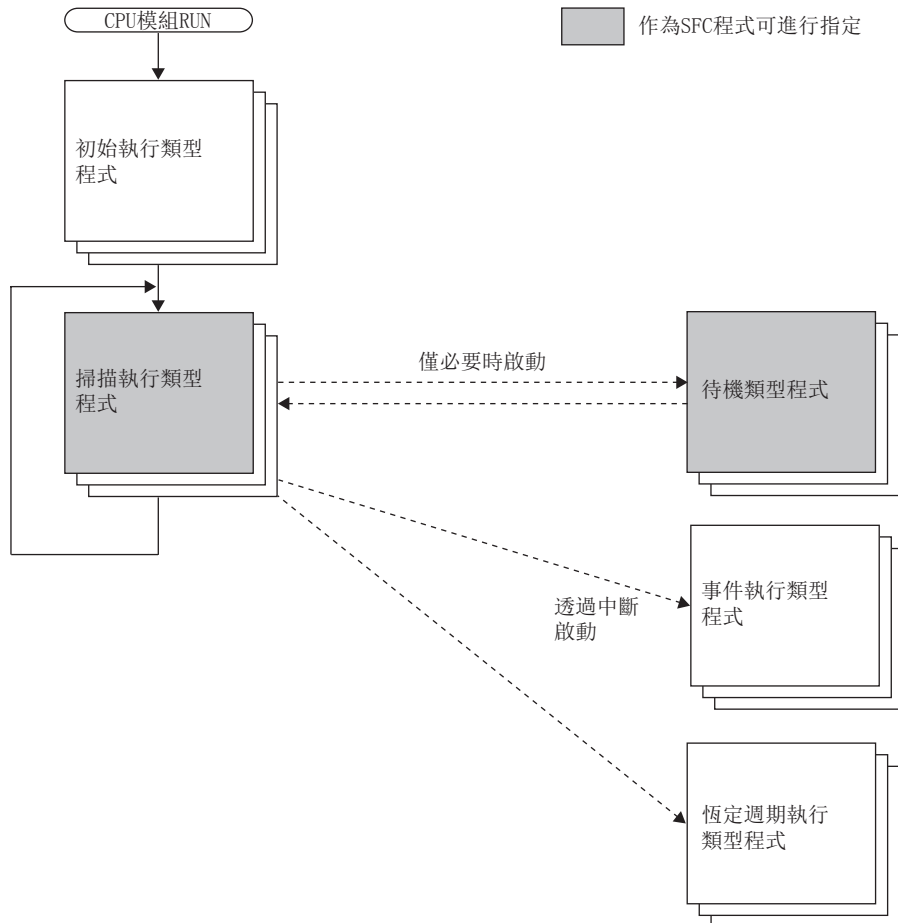 CPU模組RUN
作為SFC程式可進行指定
初始執行類型
程式
掃描執行類型
程式
僅必要時啟動
待機類型程式
透過中斷
啟動
事件執行類型
程式
恆定週期執行
類型程式